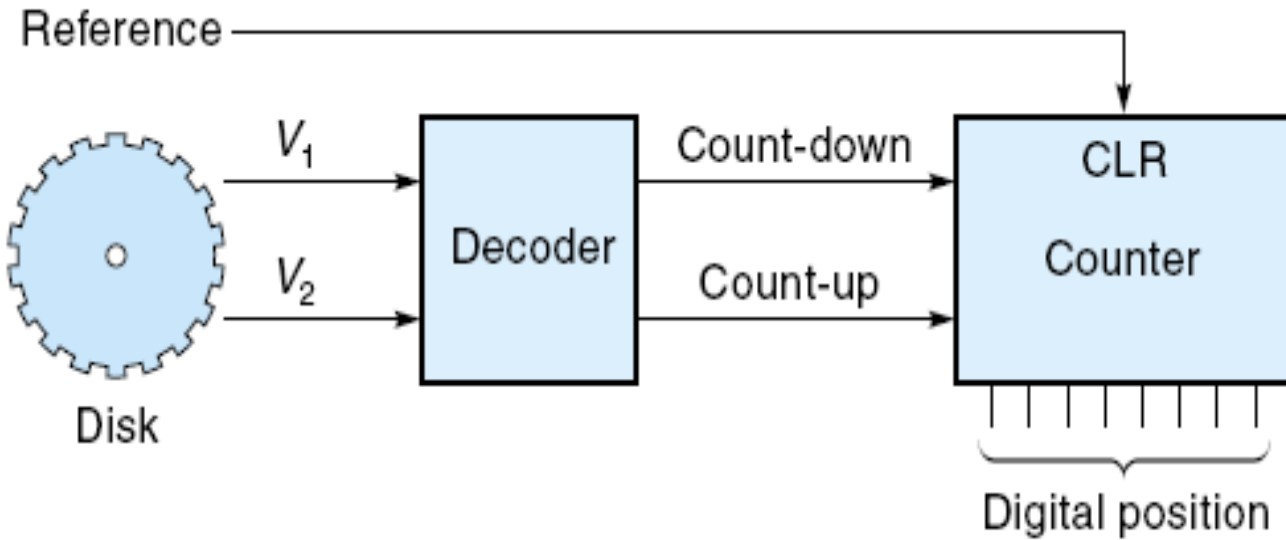 Reference
V1
Count-down
CLR
Decoder
Counter
V2
Count-up
Disk
Digital position